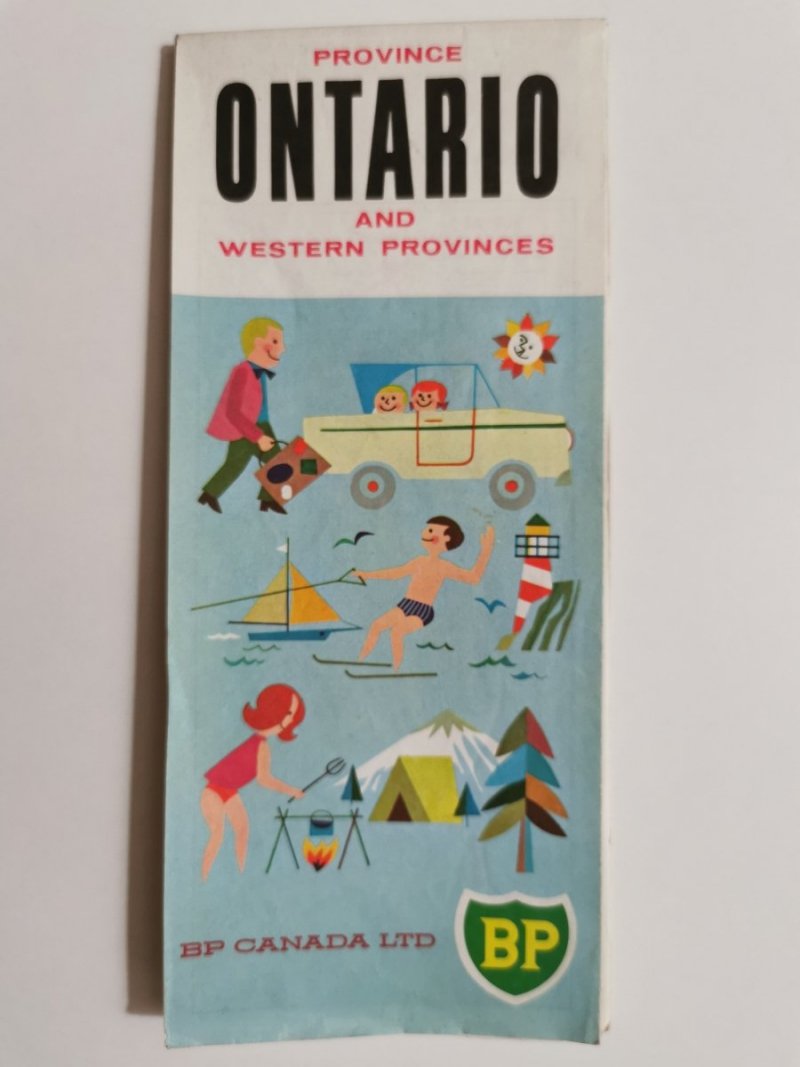 PROVINCE
ONTARIO
AND
WESTERN PROVINCES
BP CANADA LTD
BP